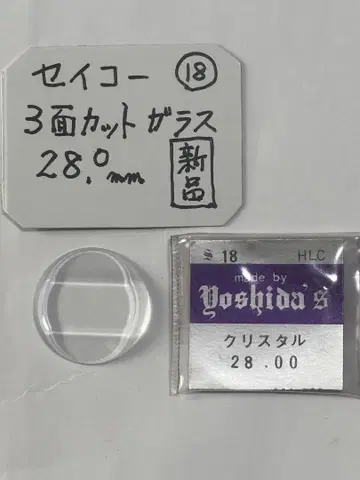 セイコー ⑱
3面カットガラス
28.0mm 新品
S 18 HLC
made by
Yoshida's
クリスタル
28.00